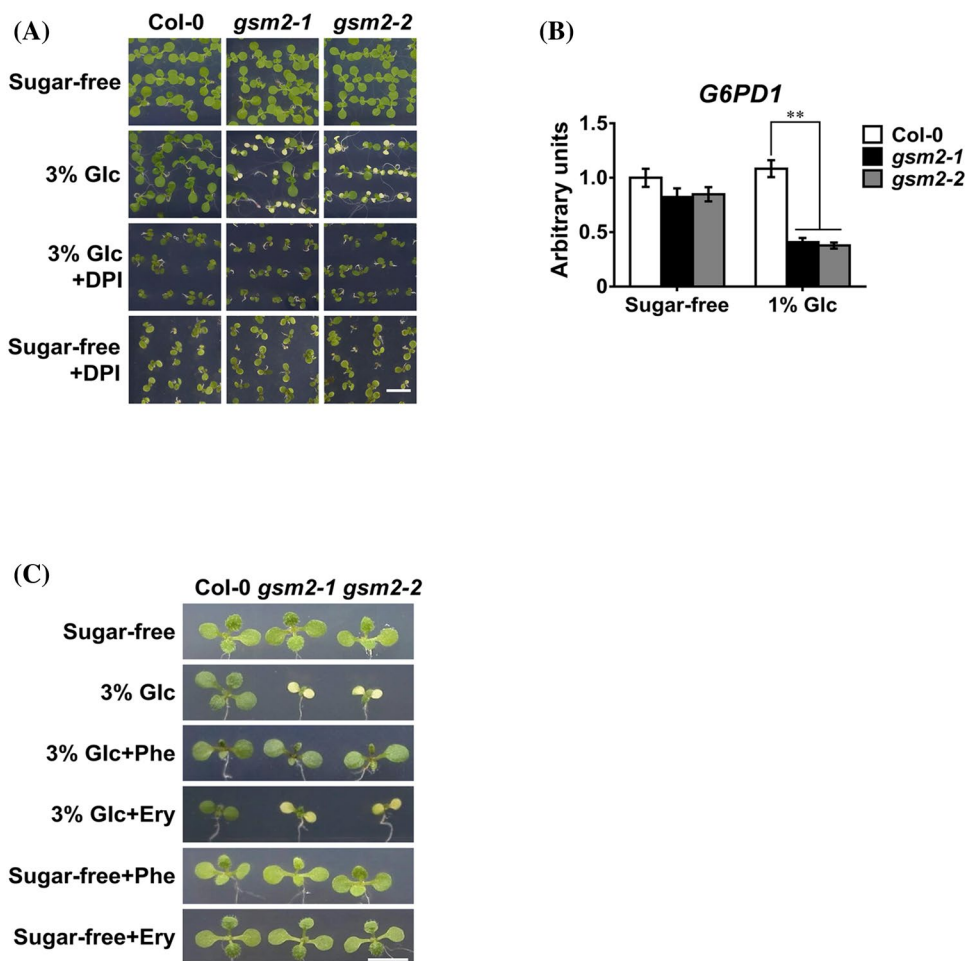 (A)
Col-0 gsm2-1 gsm2-2
Sugar-free
3% Glc
3% Glc
+DPI
Sugar-free
+DPI
(B)
G6PD1
Arbitrary units
1.5
1.0
0.5
0
**
Col-0
gsm2-1
gsm2-2
Sugar-free 1% Glc
(C)
Col-0 gsm2-1 gsm2-2
Sugar-free
3% Glc
3% Glc+Phe
3% Glc+Ery
Sugar-free+Phe
Sugar-free+Ery